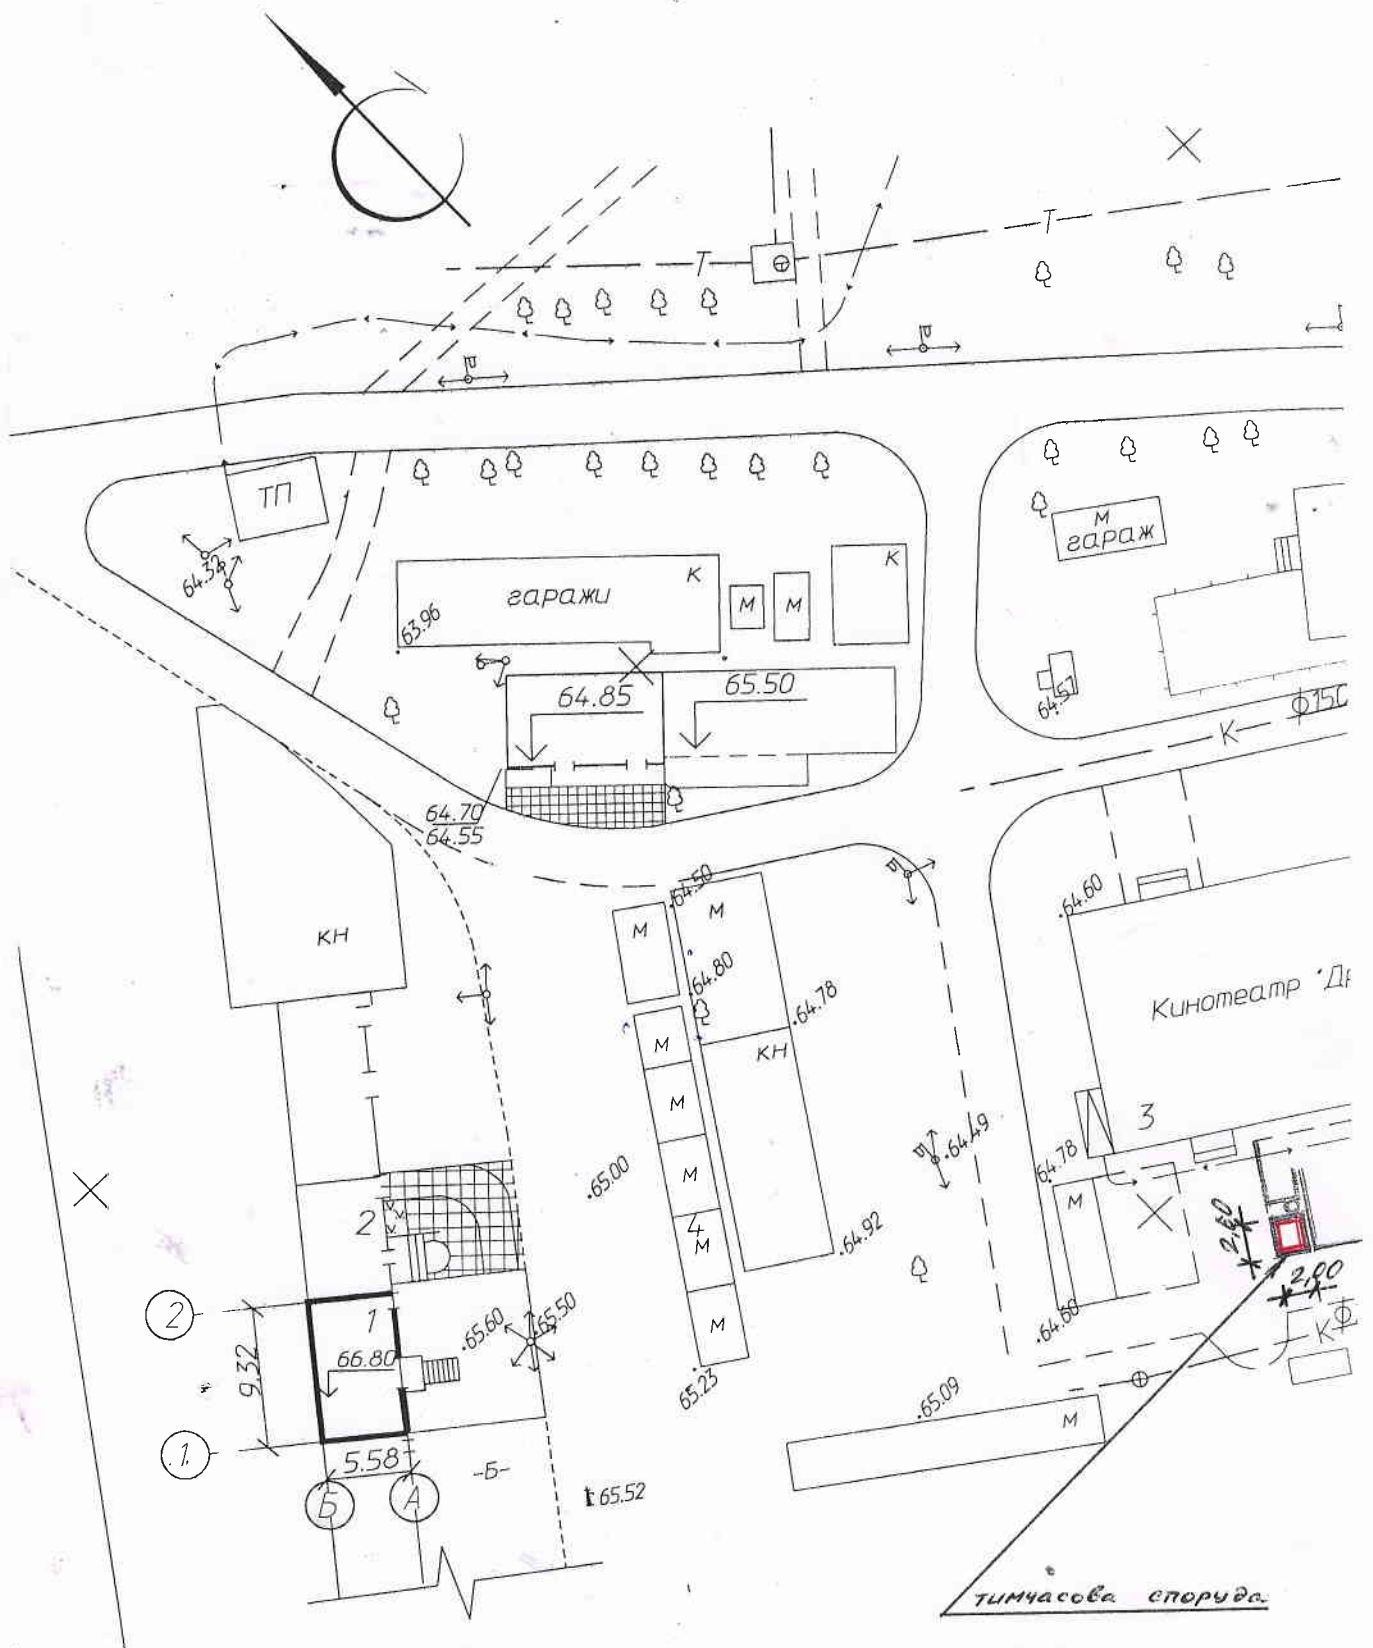 Т
Т
ТП
64.32
гаражи
К
63.96
М
М
К
М
гараж
64.85
65.50
64.57
К
ф150
64.70
64.55
КН
64.50
М
М
64.80
64.78
КН
64.60
Кинотеатр
М
М
М
4
М
М
65.00
64.49
64.92
65.23
3
64.78
М
64.60
2,60
2,00
К
Ф
65.09
М
2
1
66.80
65.60
65.50
2
1
9.32
5.58
Б
А
-Б-
65.52
тимчасова споруда